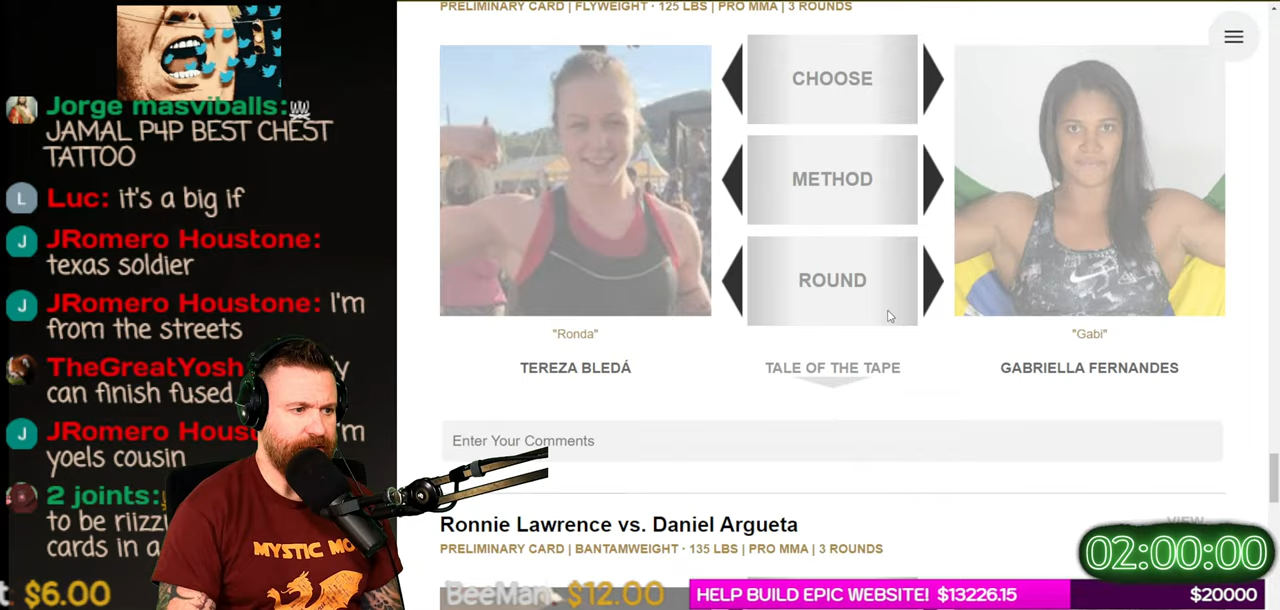 Jorge masviballs:
JAMAL P4P BEST CHEST
TATTOO
Luc: it's a big if
JRomero Houstone:
texas soldier
JRomero Houstone: I'm
from the streets
TheGreatYosh
can finish fused
JRomero Houst
yoels cousin
2 joints:
to be riizz
cards in a
MYSTIC
$6.00
PRELIMINARY CARD | FLYWEIGHT · 125 LBS | PRO MMA | 3 ROUNDS
CHOOSE
METHOD
ROUND
"Ronda"
"Gabi"
TEREZA BLEDÁ
TALE OF THE TAPE
GABRIELLA FERNANDES
Enter Your Comments
Ronnie Lawrence vs. Daniel Argueta
VIEW
PRELIMINARY CARD | BANTAMWEIGHT · 135 LBS | PRO MMA | 3 ROUNDS
02:00:00
BeeMan $12.00
HELP BUILD EPIC WEBSITE! $13226.15
$20000